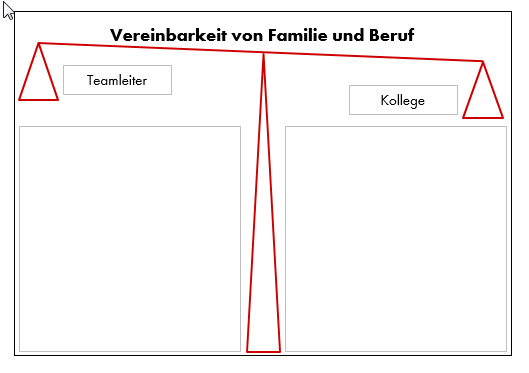 Vereinbarkeit von Familie und Beruf
Teamleiter
Kollege